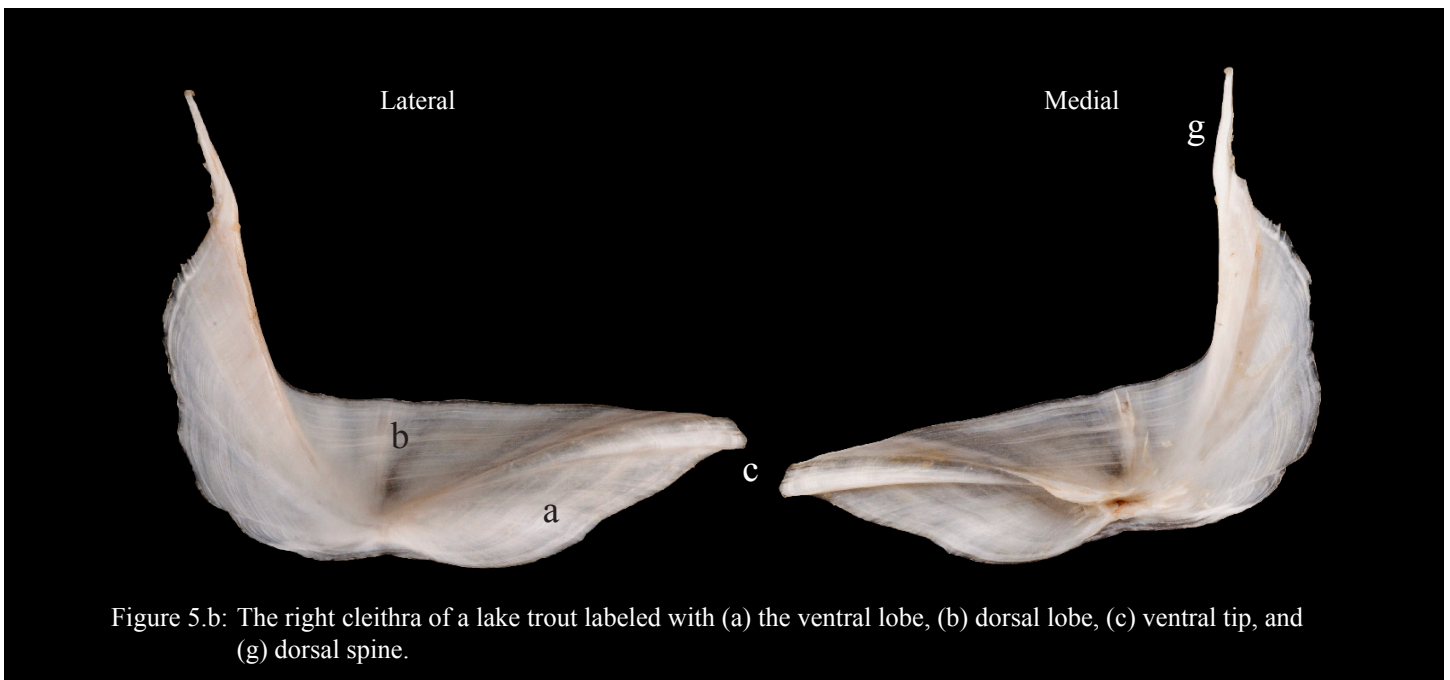 Lateral
Medial
g
b
c
a
Figure 5.b: The right cleithra of a lake trout labeled with (a) the ventral lobe, (b) dorsal lobe, (c) ventral tip, and
(g) dorsal spine.